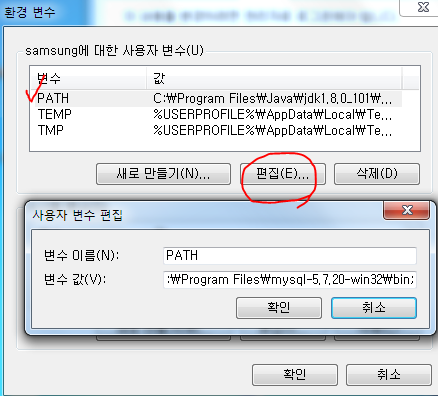 환경 변수
samsung에 대한 사용자 변수(U)
변수 값
PATH C:₩Program Files₩Java₩jdk1.8.0_101₩...
TEMP %USERPROFILE%₩AppData₩Local₩Te...
TMP %USERPROFILE%₩AppData₩Local₩Te...
새로 만들기(N)... 편집(E)... 삭제(D)
사용자 변수 편집
변수 이름(N): PATH
변수 값(V): :₩Program Files₩mysql-5.7.20-win32₩bin;
확인 취소
확인 취소